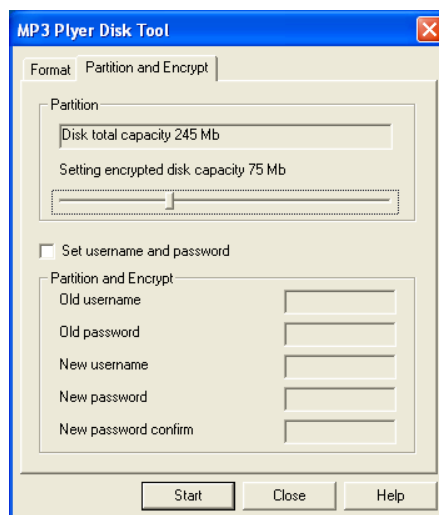 MP3 Plyer Disk Tool
Format Partition and Encrypt
Partition
Disk total capacity 245 Mb
Setting encrypted disk capacity 75 Mb
Set username and password
Partition and Encrypt
Old username
Old password
New username
New password
New password confirm
Start Close Help